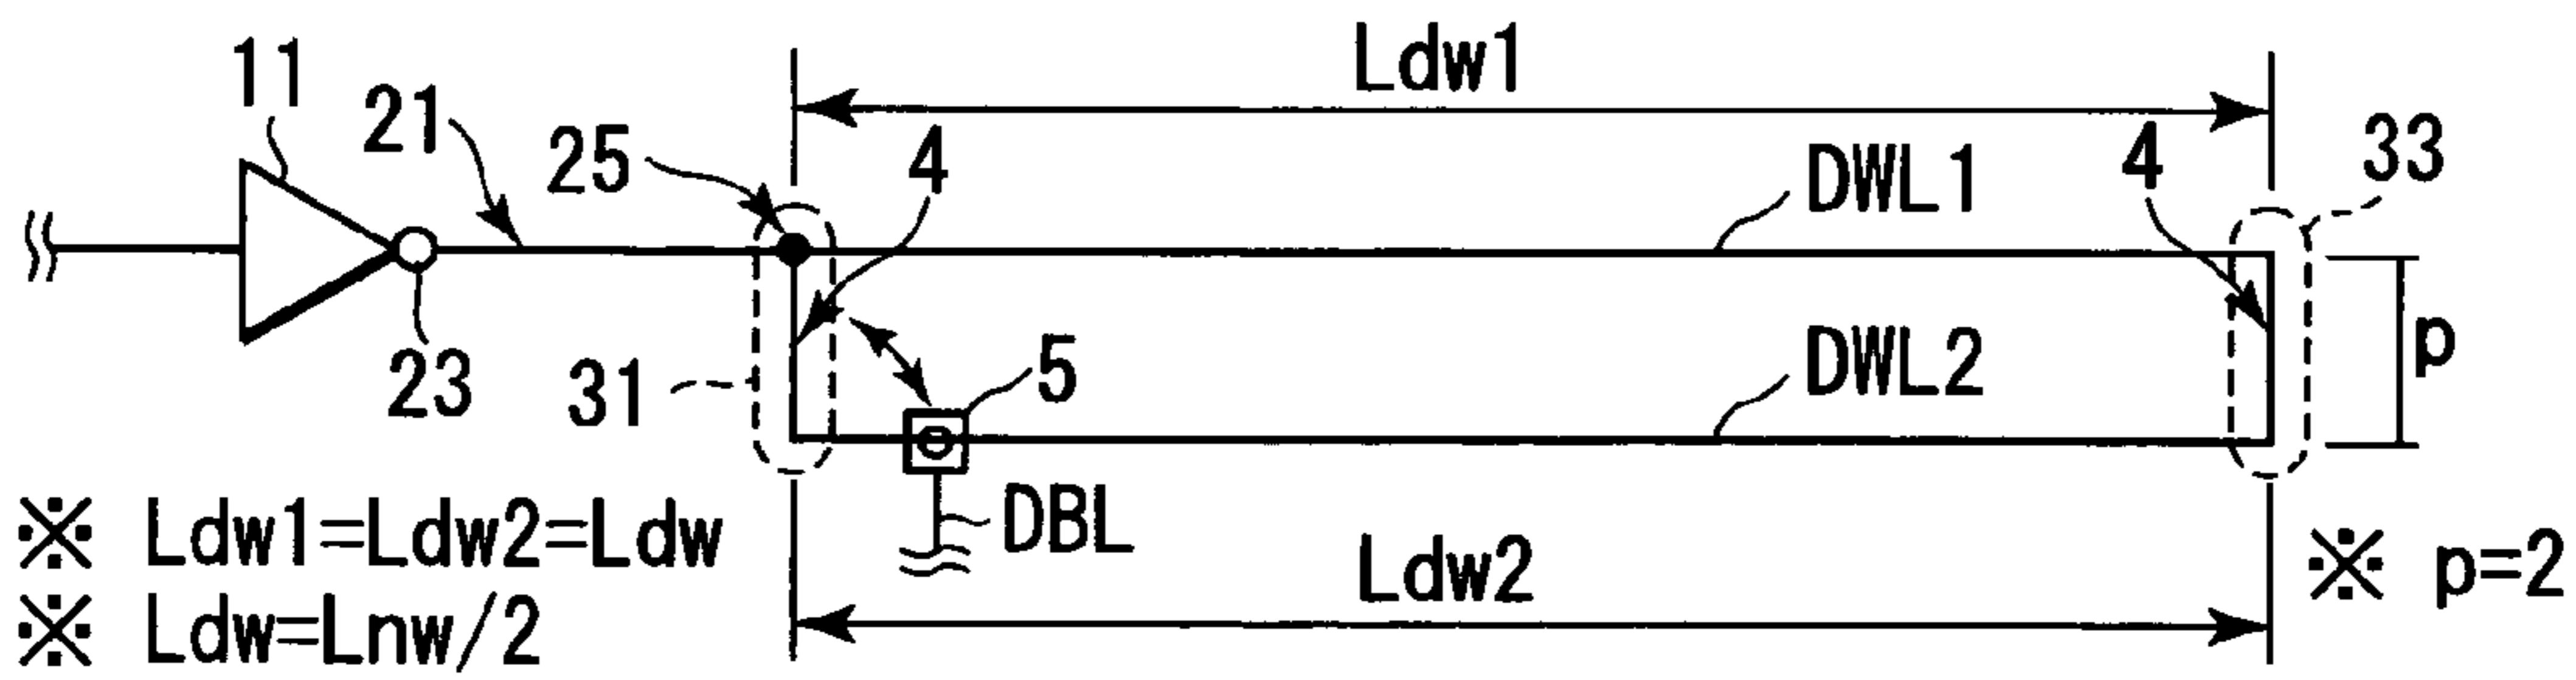 Ldw1
11
21
25
4
4
33
DWL1
p
23
31
5
DWL2
DBL
※ Ldw1=Ldw2=Ldw
Ldw2
※ p=2
※ Ldw=Lnw/2